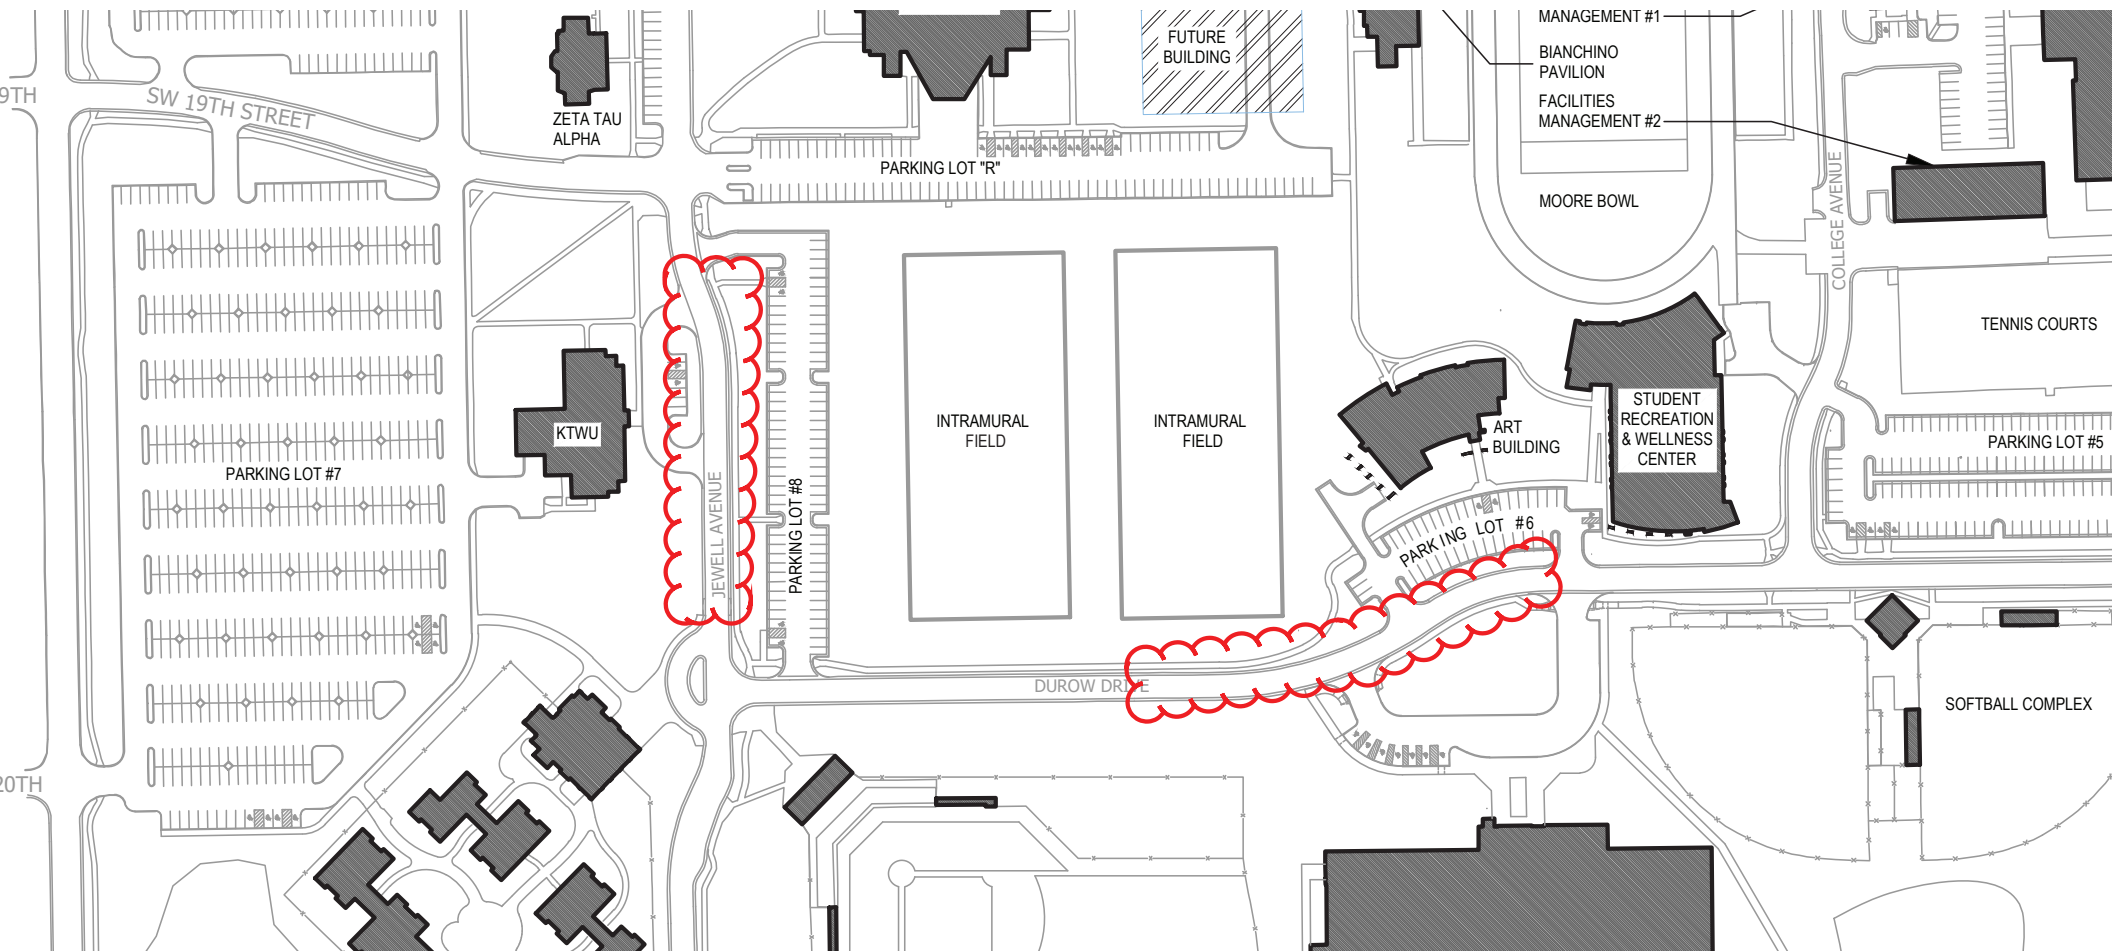 MANAGEMENT #1
FUTURE
BUILDING
BIANCHINO
PAVILION
FACILITIES
MANAGEMENT #2
9TH
SW 19TH STREET
ZETA TAU
ALPHA
PARKING LOT "R"
MOORE BOWL
COLLEGE AVENUE
TENNIS COURTS
INTRAMURAL
FIELD
INTRAMURAL
FIELD
KTWU
ART
BUILDING
STUDENT
RECREATION
& WELLNESS
CENTER
PARKING LOT #5
PARKING LOT #7
JEWELL AVENUE
PARKING LOT #8
PARKING LOT #6
DUROW DRIVE
SOFTBALL COMPLEX
20TH